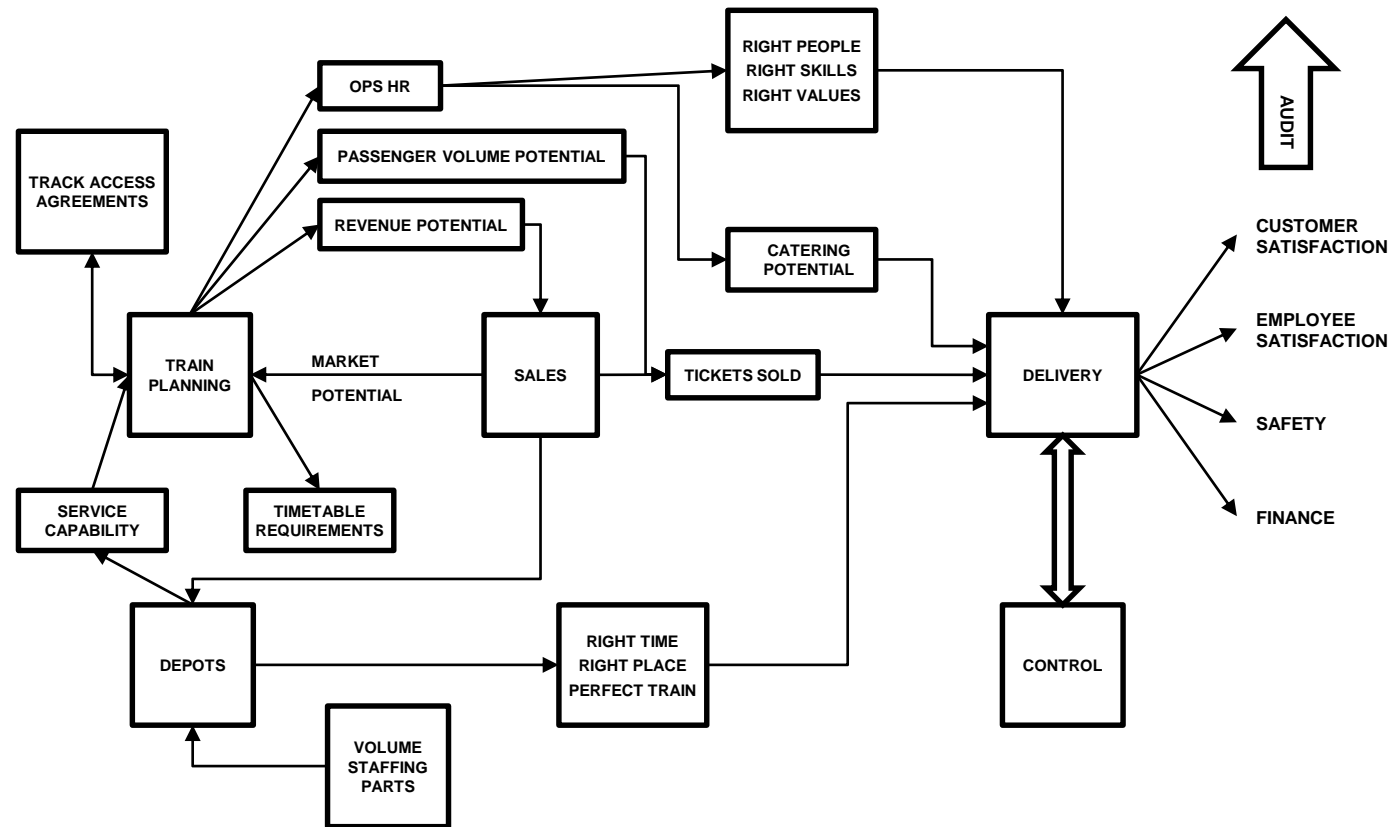 RIGHT PEOPLE
RIGHT SKILLS
RIGHT VALUES
OPS HR
AUDIT
PASSENGER VOLUME POTENTIAL
TRACK ACCESS
AGREEMENTS
REVENUE POTENTIAL
CATERING
POTENTIAL
CUSTOMER
SATISFACTION
TRAIN
PLANNING
MARKET
POTENTIAL
SALES
TICKETS SOLD
DELIVERY
EMPLOYEE
SATISFACTION
SAFETY
FINANCE
SERVICE
CAPABILITY
TIMETABLE
REQUIREMENTS
DEPOTS
RIGHT TIME
RIGHT PLACE
PERFECT TRAIN
CONTROL
VOLUME
STAFFING
PARTS